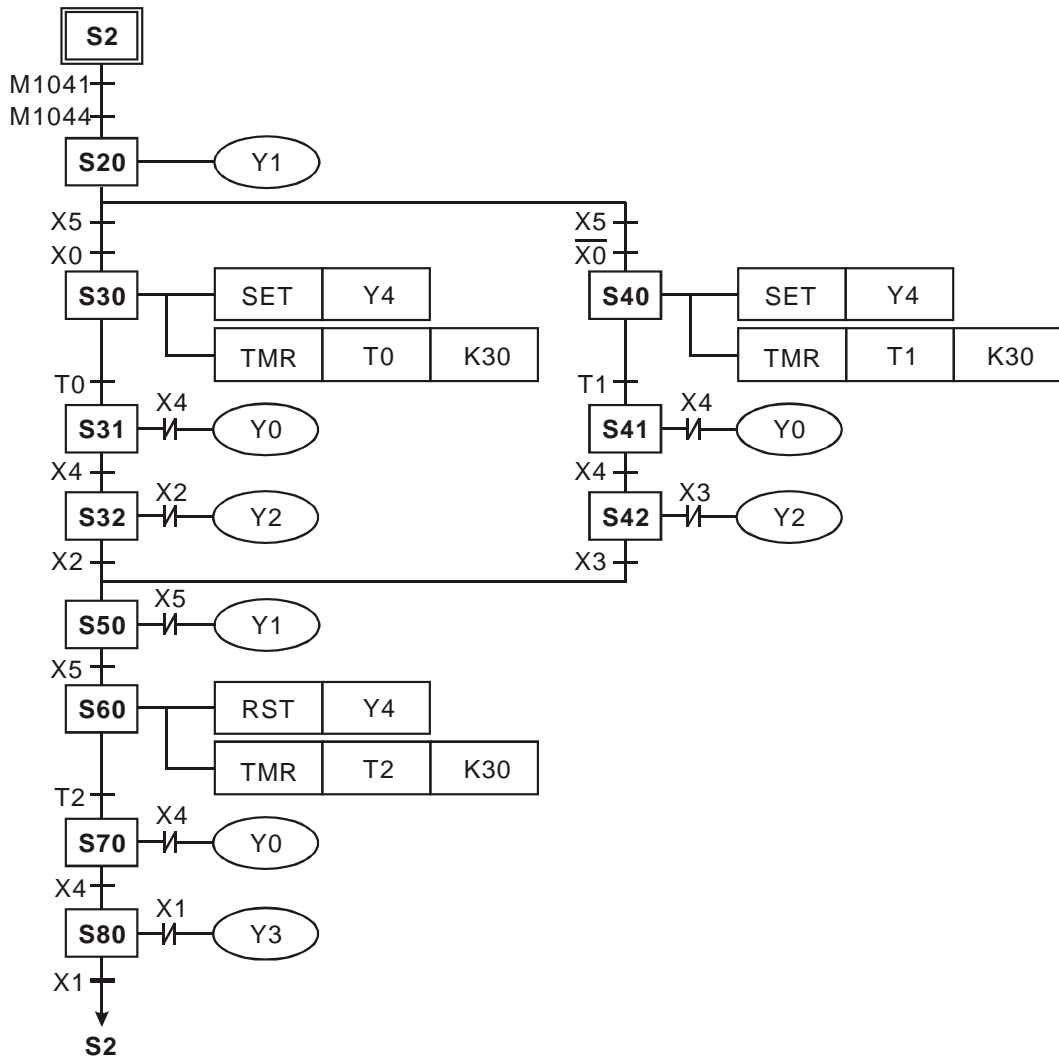 S2
M1041
M1044
S20 Y1
X5 X5
X0 X0
S30 SET Y4 S40 SET Y4
TMR T0 K30 TMR T1 K30
T0 T1
X4 X4
S31 Y0 S41 Y0
X4 X4
X2 X3
S32 Y2 S42 Y2
X2 X3
X5
S50 Y1
X5
S60 RST Y4
TMR T2 K30
T2
X4
S70 Y0
X4
X1
S80 Y3
X1
S2